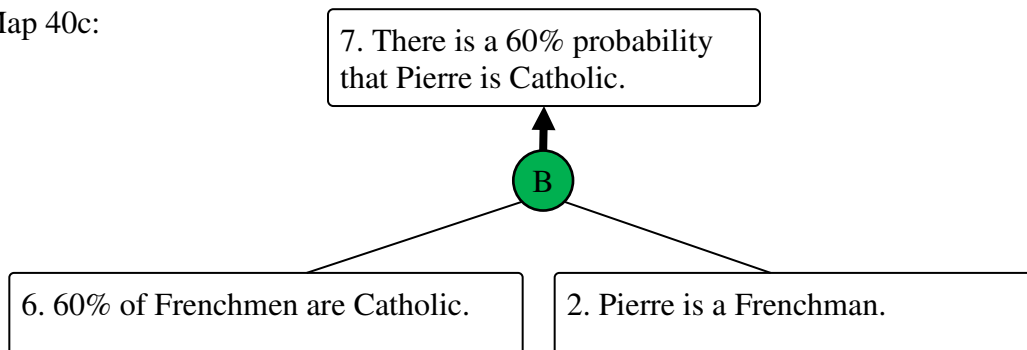 40c:
7. There is a 60% probability
that Pierre is Catholic.
B
6. 60% of Frenchmen are Catholic.
2. Pierre is a Frenchman.